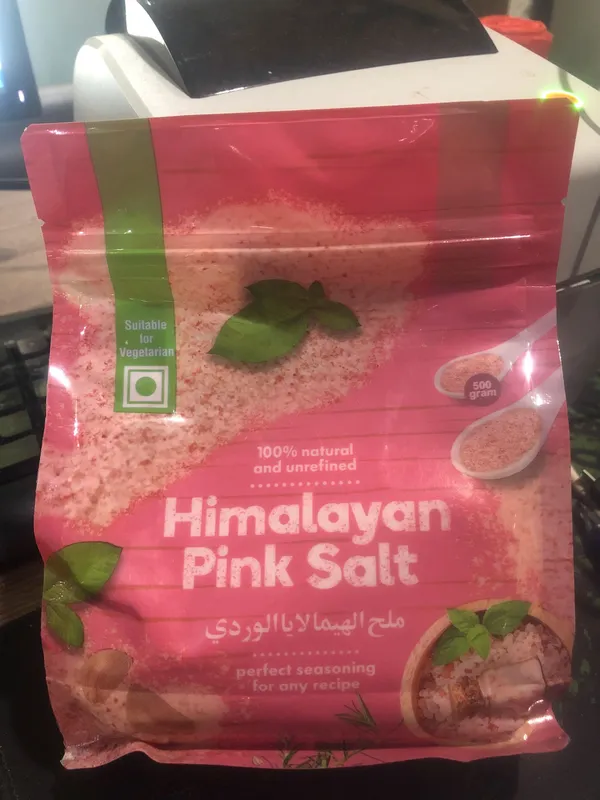 Suitable
for
Vegetarian
500
gram
100% natural
and unrefined
Himalayan
Pink Salt
ملح الهيمالايا الوردي
perfect seasoning
for any recipe